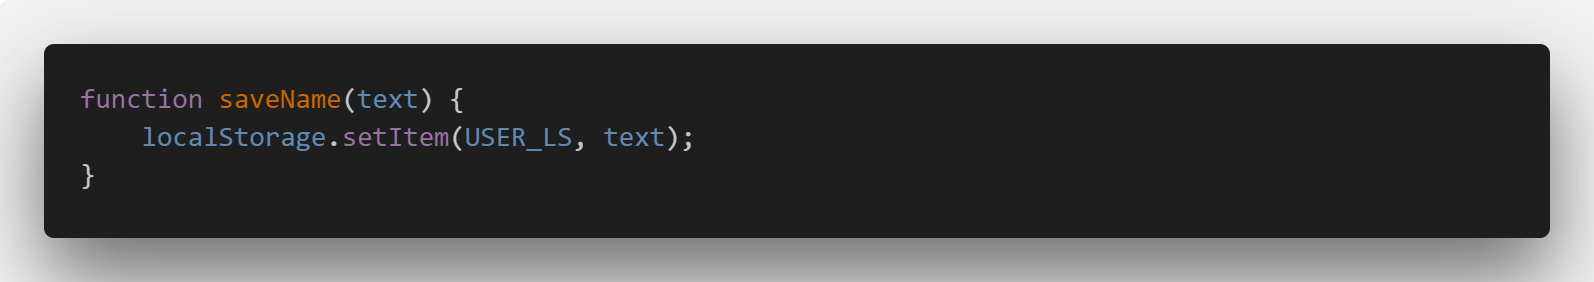 function saveName(text) {
    localStorage.setItem(USER_LS, text);
}